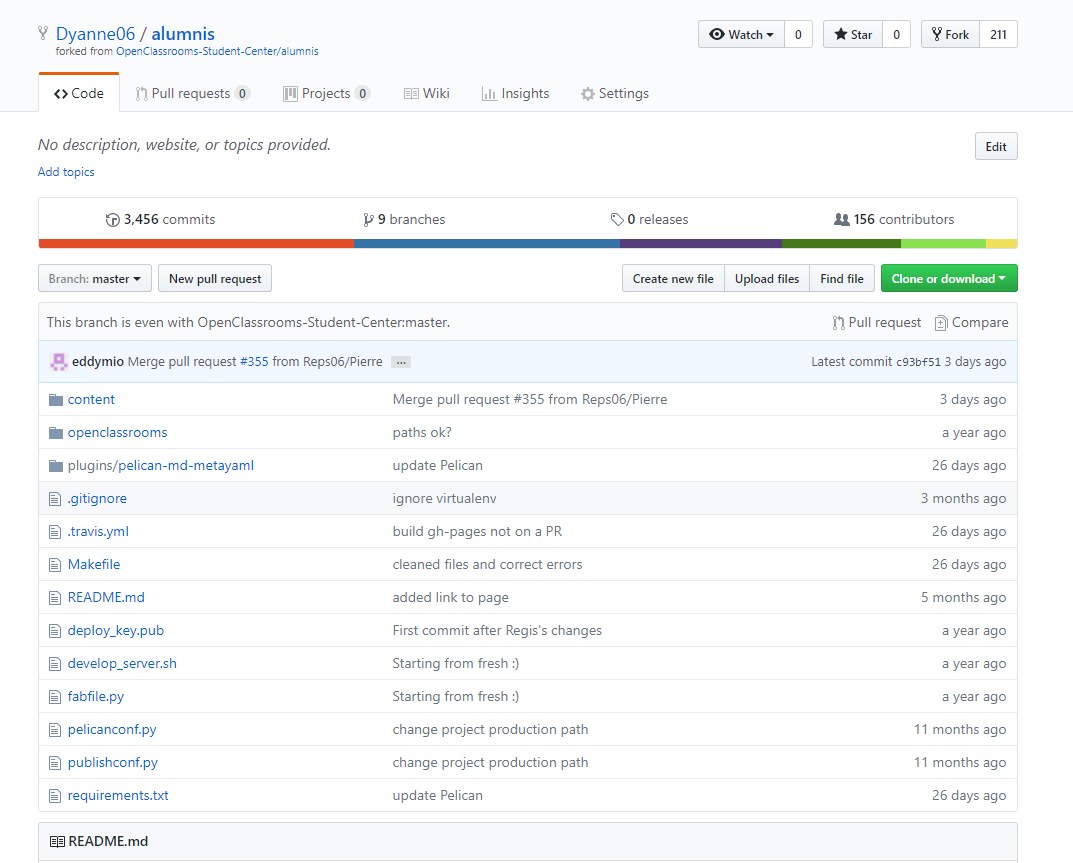 Dyanne06 / alumnis Watch 0 Star 0 Fork 211
forked from OpenClassrooms-Student-Center/alumnis
Code Pull requests 0 Projects 0 Wiki Insights Settings
No description, website, or topics provided. Edit
Add topics
3,456 commits 9 branches 0 releases 156 contributors
Branch: master New pull request Create new file Upload files Find file Clone or download
This branch is even with OpenClassrooms-Student-Center:master. Pull request Compare
eddymio Merge pull request #355 from Reps06/Pierre ... Latest commit c93bf51 3 days ago
content Merge pull request #355 from Reps06/Pierre 3 days ago
openclassrooms paths ok? a year ago
plugins/pelican-md-metayaml update Pelican 26 days ago
.gitignore ignore virtualenv 3 months ago
.travis.yml build gh-pages not on a PR 26 days ago
Makefile cleaned files and correct errors 26 days ago
README.md added link to page 5 months ago
deploy_key.pub First commit after Regis's changes a year ago
develop_server.sh Starting from fresh :) a year ago
fabfile.py Starting from fresh :) a year ago
pelicanconf.py change project production path 11 months ago
publishconf.py change project production path 11 months ago
requirements.txt update Pelican 26 days ago
README.md